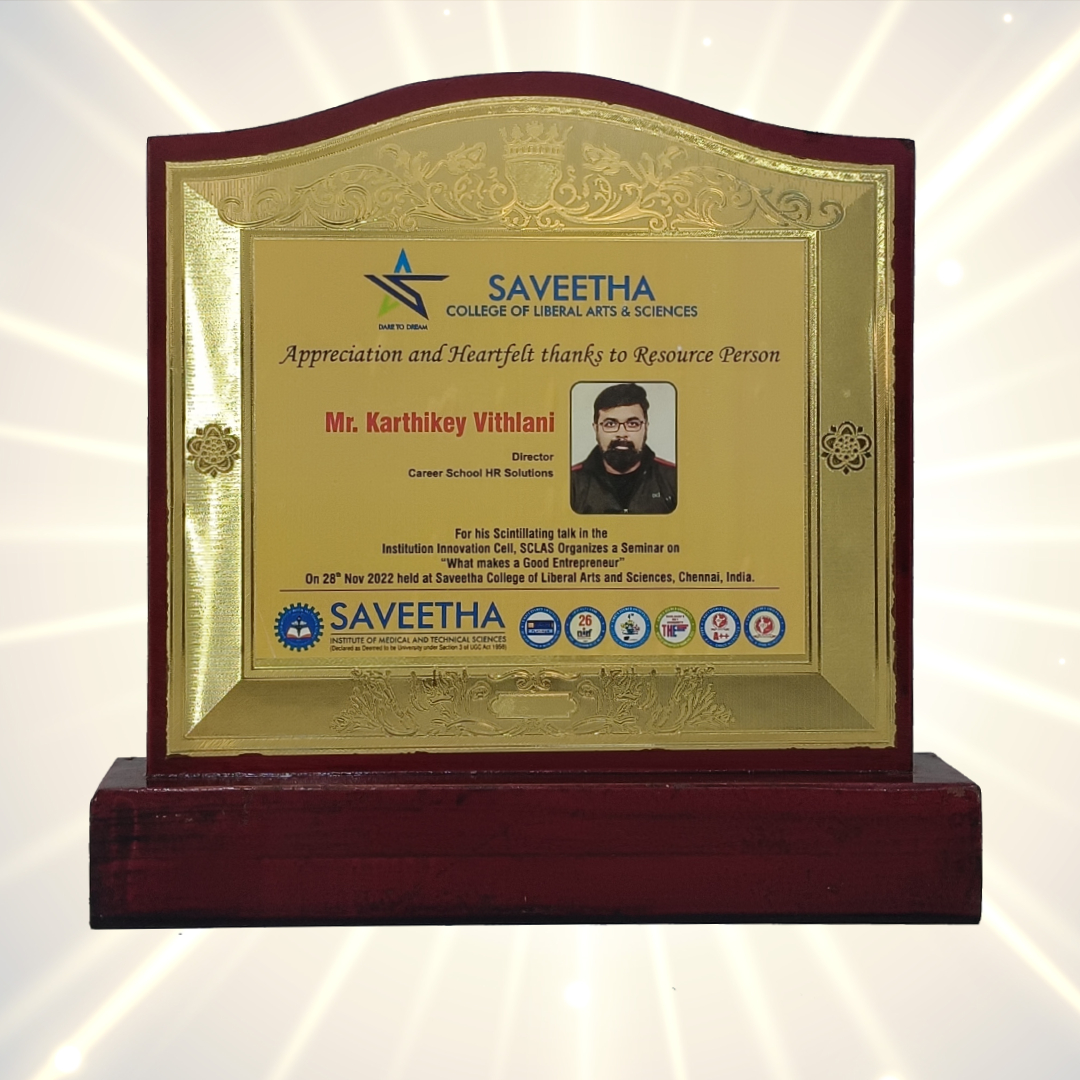 SAVEETHA
COLLEGE OF LIBERAL ARTS & SCIENCES
DARE TO DREAM
Appreciation and Heartfelt thanks to Resource Person
Mr. Karthikey Vithlani
Director
Career School HR Solutions
For his Scintillating talk in the
Institution Innovation Cell, SCLAS Organizes a Seminar on
“What makes a Good Entrepreneur”
On 28th Nov 2022 held at Saveetha College of Liberal Arts and Sciences, Chennai, India.
SAVEETHA
INSTITUTE OF MEDICAL AND TECHNICAL SCIENCES
(Declared as Deemed to be University under Section 3 of UGC Act 1956)
26
THE
A++